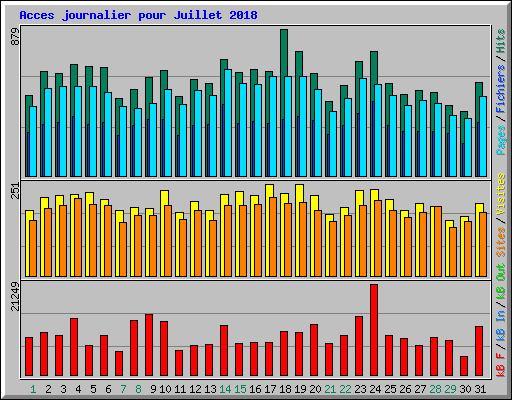 Acces journalier pour Juillet 2018
879
251
21249
Pages / Fichiers / Hits
Sites / Visites
kB F / kB In / kB Out
1 2 3 4 5 6 7 8 9 10 11 12 13 14 15 16 17 18 19 20 21 22 23 24 25 26 27 28 29 30 31